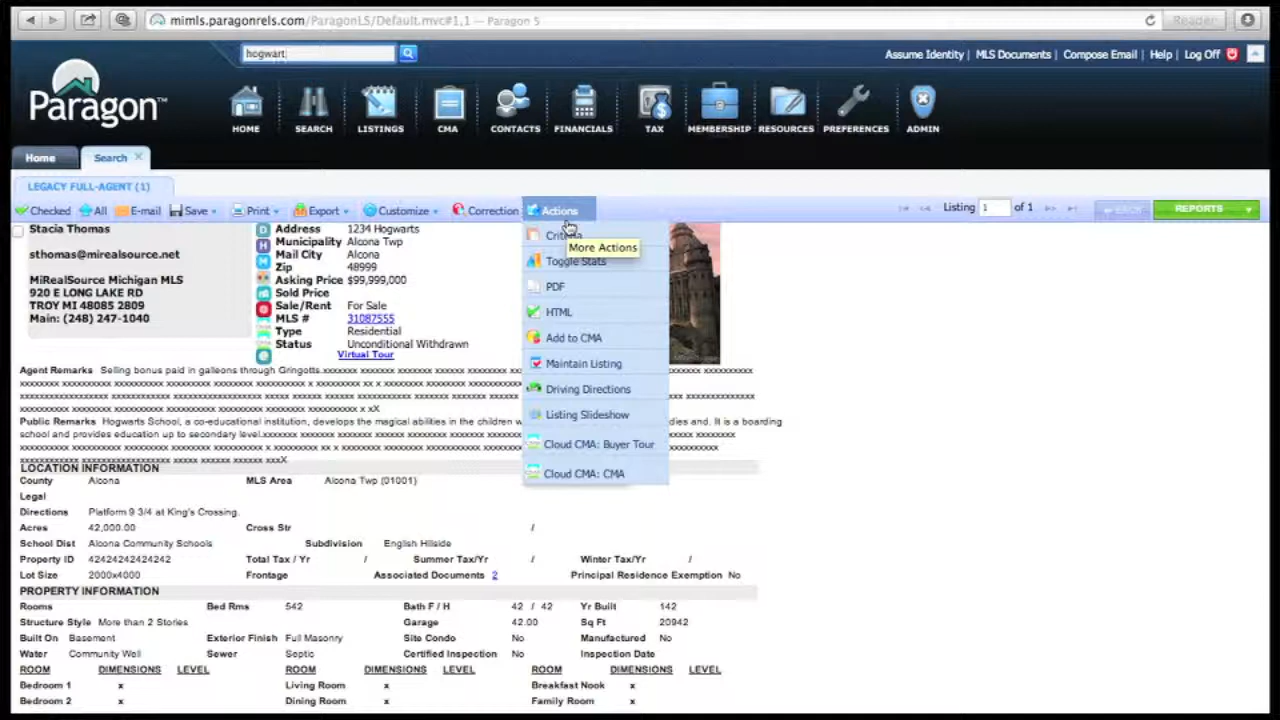 mimls.paragonrels.com/ParagonLS/Default.mvc#1,1 — Paragon 5
Reader
hogwart
Assume Identity | MLS Documents | Compose Email | Help | Log Off
Paragon™
HOME SEARCH LISTINGS CMA CONTACTS FINANCIALS TAX MEMBERSHIP RESOURCES PREFERENCES ADMIN
Home Search
LEGACY FULL-AGENT (1)
Checked All E-mail Save Print Export Customize Correction Actions Listing 1 of 1 BACK REPORTS
Stacia Thomas
sthomas@mirealsource.net
MiRealSource Michigan MLS
920 E LONG LAKE RD
TROY MI 48085 2809
Main: (248) 247-1040
Address 1234 Hogwarts
Municipality Alcona Twp
Mail City Alcona
Zip 48999
Asking Price $99,999,000
Sold Price
Sale/Rent For Sale
MLS # 31087555
Type Residential
Status Unconditional Withdrawn
Virtual Tour
More Actions
Toggle Stats
PDF
HTML
Add to CMA
Maintain Listing
Driving Directions
Listing Slideshow
Cloud CMA: Buyer Tour
Cloud CMA: CMA
Agent Remarks Selling bonus paid in galleons through Gringotts.
Public Remarks Hogwarts School, a co-educational institution, develops the magical abilities in the children dies and. It is a boarding
school and provides education up to secondary level.
LOCATION INFORMATION
County Alcona MLS Area Alcona Twp (01001)
Legal
Directions Platform 9 3/4 at King's Crossing.
Acres 42,000.00 Cross Str /
School Dist Alcona Community Schools Subdivision English Hillside
Property ID 42424242424242 Total Tax / Yr / Summer Tax/Yr / Winter Tax/Yr /
Lot Size 2000x4000 Frontage Associated Documents 2 Principal Residence Exemption No
PROPERTY INFORMATION
Rooms Bed Rms 542 Bath F / H 42 / 42 Yr Built 142
Structure Style More than 2 Stories Garage 42.00 Sq Ft 20942
Built On Basement Exterior Finish Full Masonry Site Condo No Manufactured No
Water Community Well Sewer Septic Certified Inspection No Inspection Date
ROOM DIMENSIONS LEVEL ROOM DIMENSIONS LEVEL ROOM DIMENSIONS LEVEL
Bedroom 1 x Living Room x Breakfast Nook x
Bedroom 2 x Dining Room x Family Room x